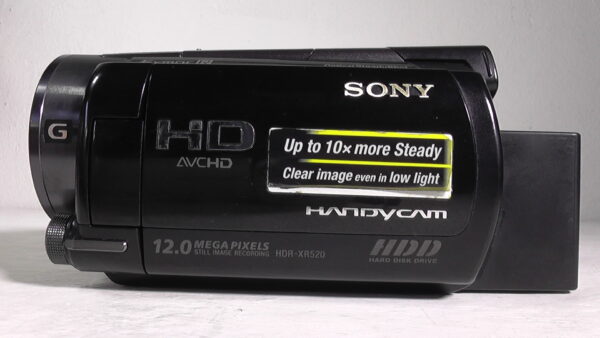 SONY
G
HD
AVCHD
Up to 10x more Steady
Clear image even in low light
HANDYCAM
12.0 MEGA PIXELS
STILL IMAGE RECORDING
HDR-XR520
HDD
HARD DISK DRIVE